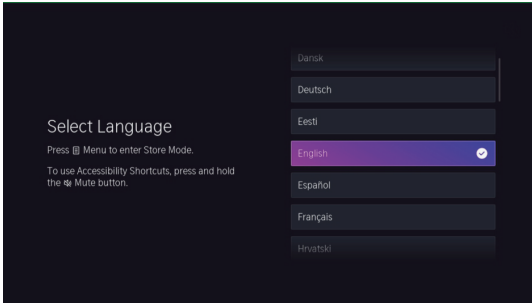 Select Language
Press Menu to enter Store Mode.
To use Accessibility Shortcuts, press and hold
the Mute button.
Dansk
Deutsch
Eesti
English
Español
Français
Hrvatski